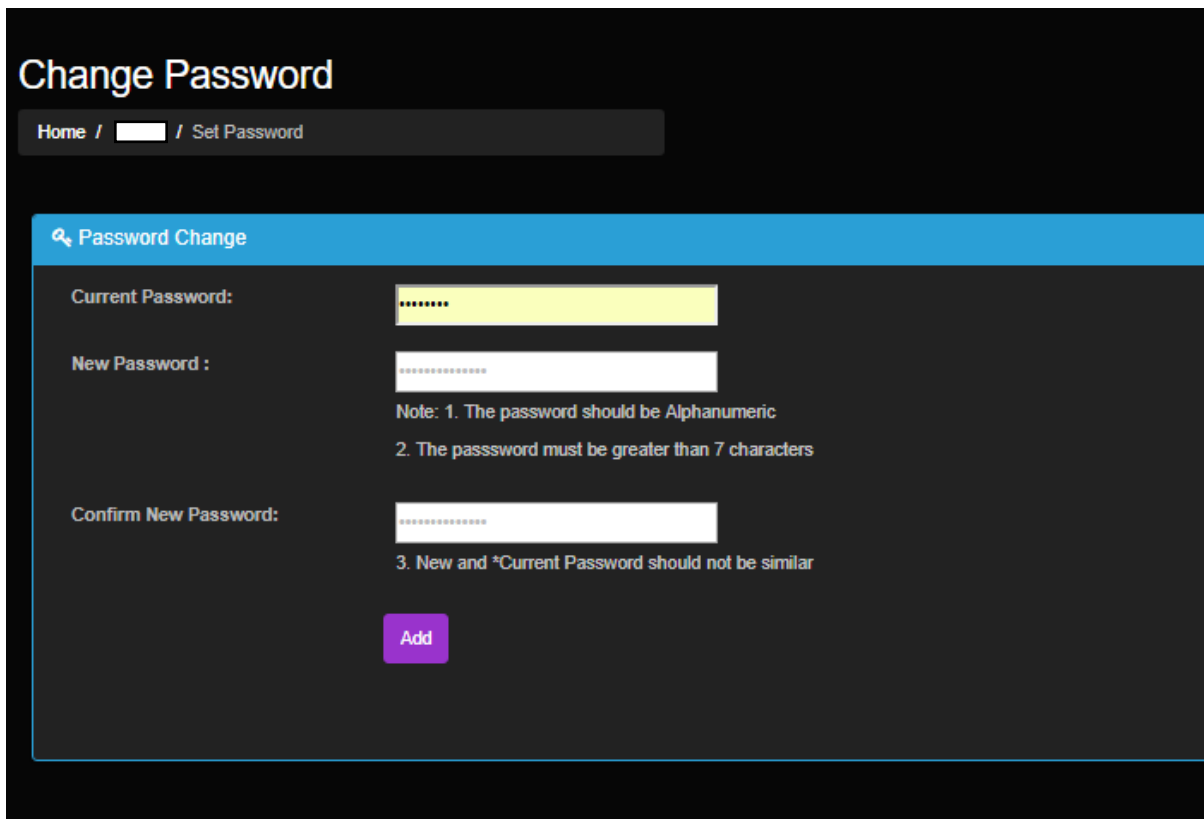 Change Password
Home / / Set Password
Password Change
Current Password:
••••••••
New Password :
••••••••••••••
Note: 1. The password should be Alphanumeric
2. The passsword must be greater than 7 characters
Confirm New Password:
••••••••••••••
3. New and *Current Password should not be similar
Add